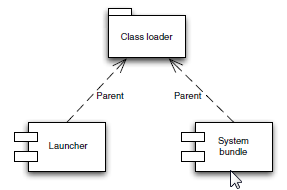 Class loader
Parent
Parent
Launcher
System
bundle